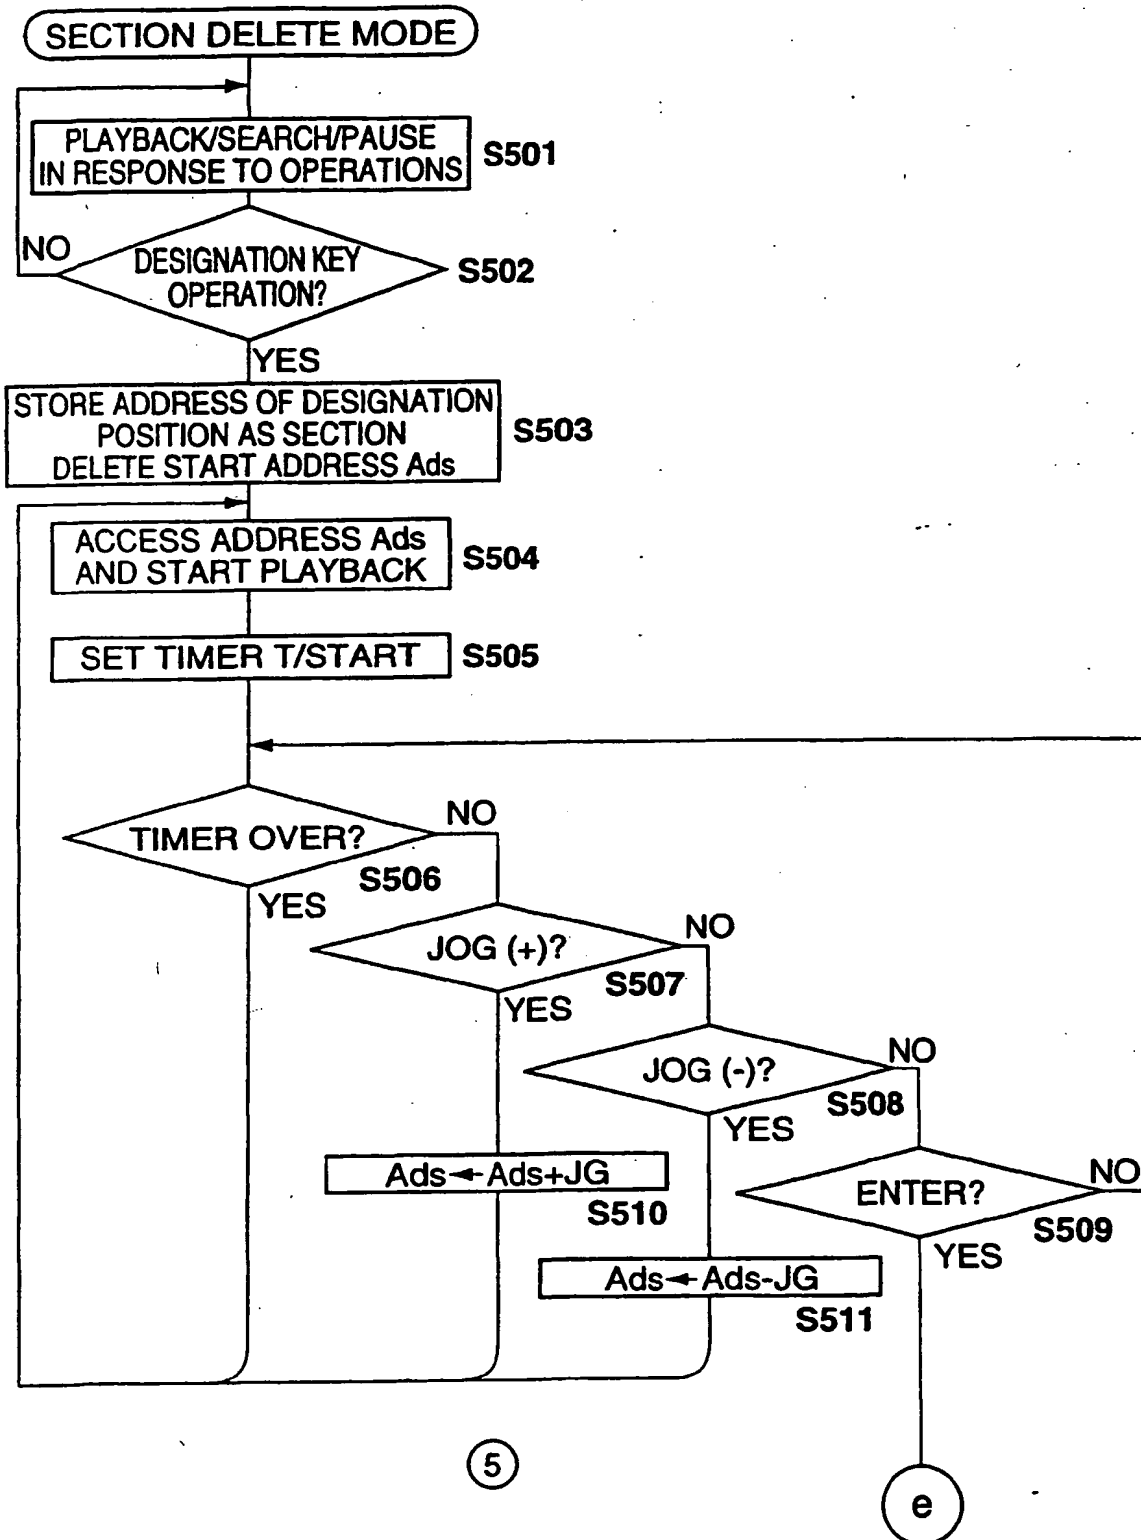 SECTION DELETE MODE
PLAYBACK/SEARCH/PAUSE
IN RESPONSE TO OPERATIONS
S501
NO
DESIGNATION KEY
OPERATION?
S502
YES
STORE ADDRESS OF DESIGNATION
POSITION AS SECTION
DELETE START ADDRESS Ads
S503
ACCESS ADDRESS Ads
AND START PLAYBACK
S504
SET TIMER T/START
S505
TIMER OVER?
NO
S506
YES
JOG (+)?
NO
S507
YES
JOG (-)?
NO
S508
YES
Ads←Ads+JG
S510
ENTER?
NO
S509
YES
Ads←Ads-JG
S511
5
e